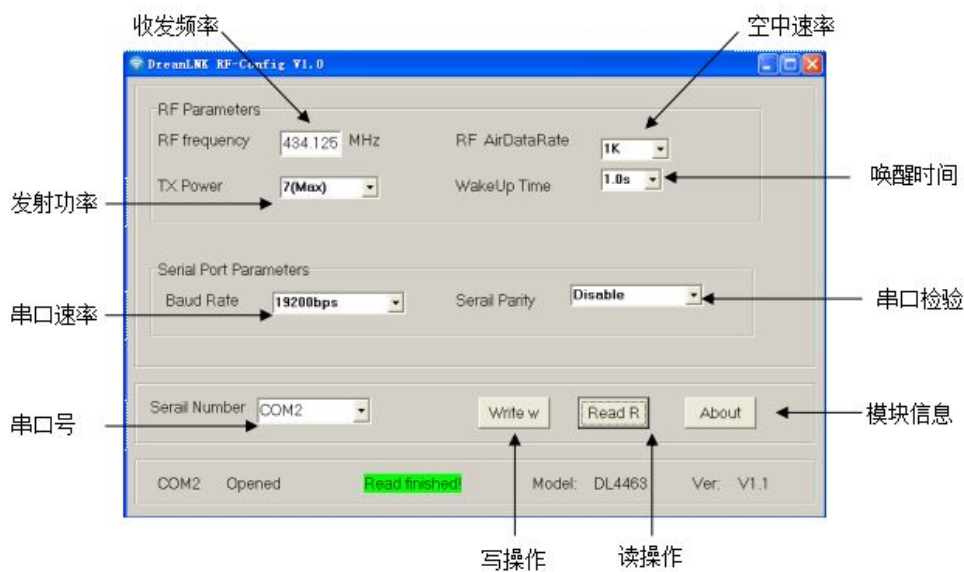 收发频率
空中速率
DreamLNK RF-Config V1.0
RF Parameters
RF frequency 434.125 MHz RF AirDataRate 1K
TX Power 7(Max) WakeUp Time 1.0s
唤醒时间
发射功率
Serial Port Parameters
Baud Rate 19200bps Serail Parity Disable
串口速率
串口检验
Serail Number COM2 Write w Read R About
串口号
模块信息
COM2 Opened Read finished! Model: DL4463 Ver: V1.1
写操作
读操作